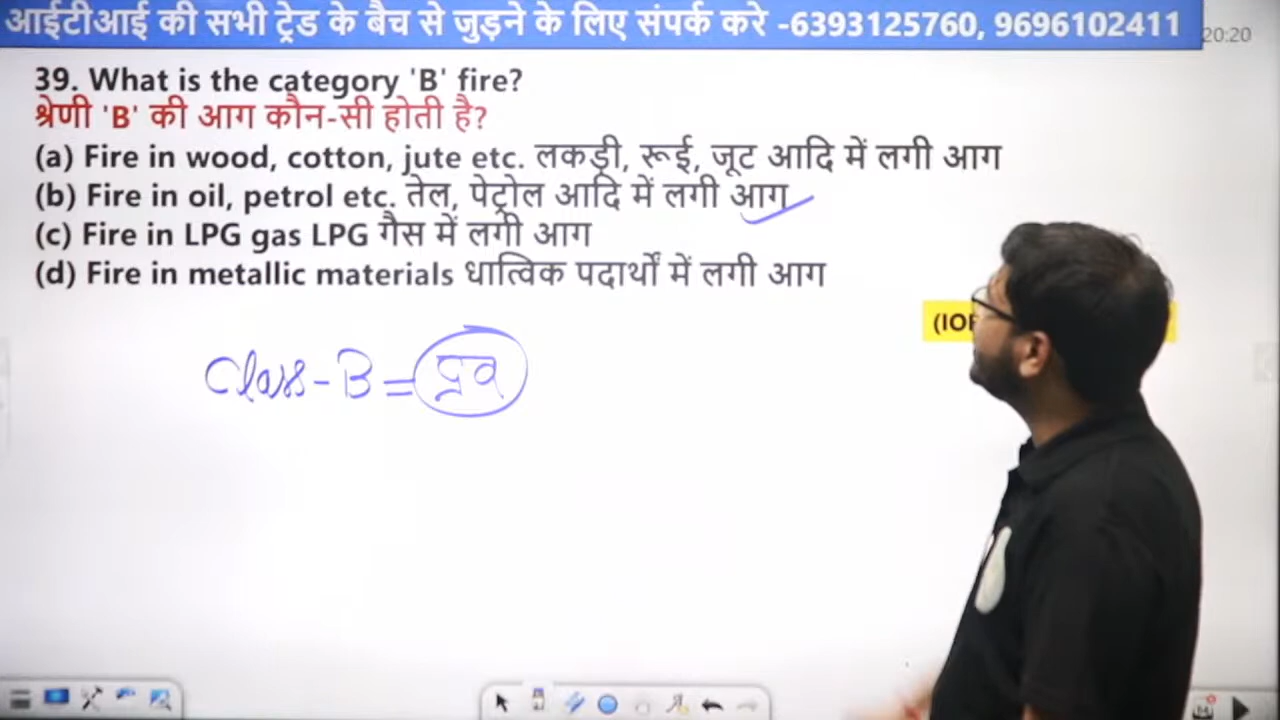 आईटीआई की सभी ट्रेड के बैच से जुड़ने के लिए संपर्क करे -6393125760, 9696102411
20:20
39. What is the category 'B' fire?
श्रेणी 'B' की आग कौन-सी होती है?
(a) Fire in wood, cotton, jute etc. लकड़ी, रूई, जूट आदि में लगी आग
(b) Fire in oil, petrol etc. तेल, पेट्रोल आदि में लगी आग
(c) Fire in LPG gas LPG गैस में लगी आग
(d) Fire in metallic materials धात्विक पदार्थों में लगी आग
Class-B = द्रव